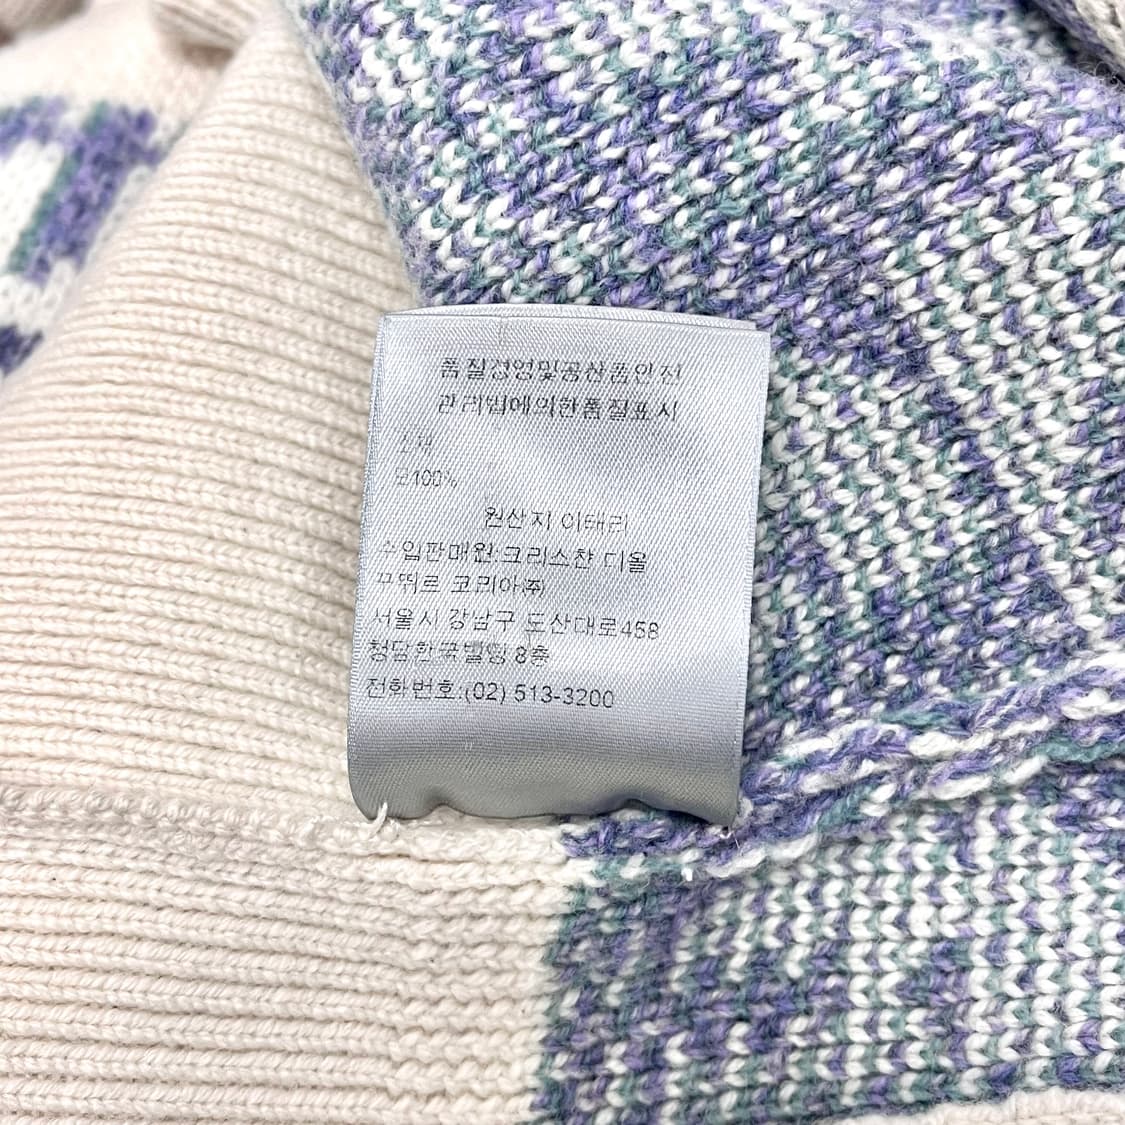 품질경영및공산품안전
관리법에의한품질표시
소재
모100%
원산지 이태리
수입판매원:크리스챤 디올
꾸뛰르 코리아㈜
서울시 강남구 도산대로458
청담한국빌딩 8층
전화번호:(02) 513-3200